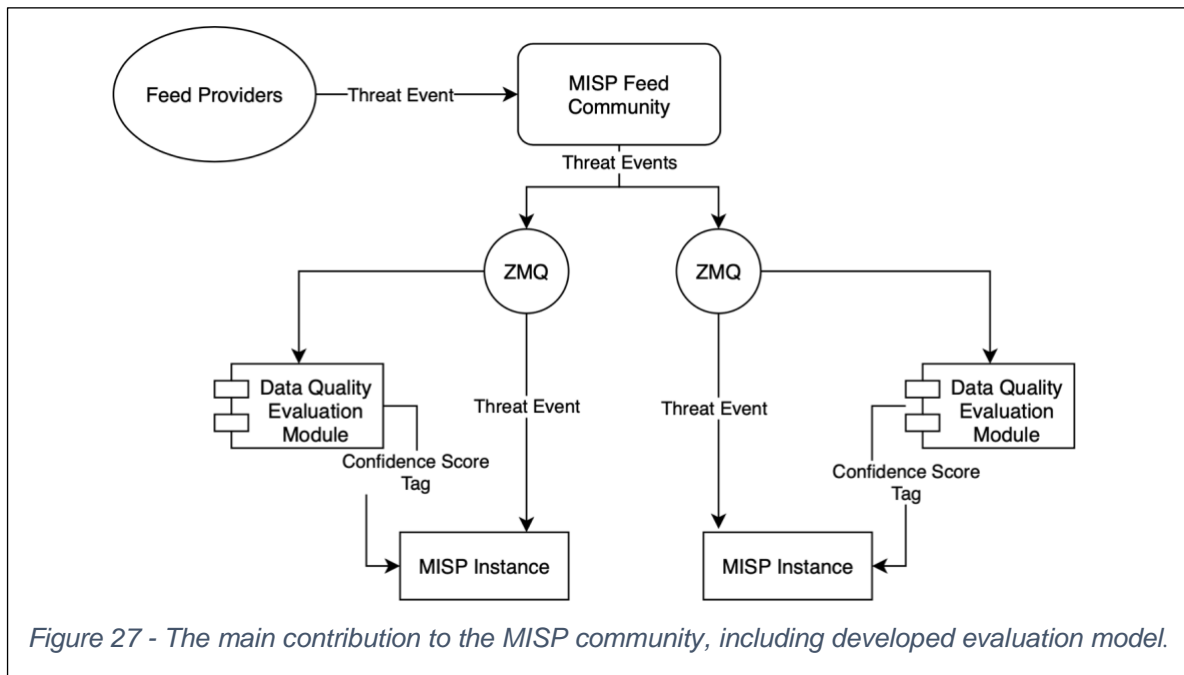 Feed Providers
Threat Event
MISP Feed
Community
Threat Events
ZMQ
ZMQ
Data Quality
Evaluation
Module
Threat Event
Threat Event
Data Quality
Evaluation
Module
Confidence Score
Tag
Confidence Score
Tag
MISP Instance
MISP Instance
Figure 27 - The main contribution to the MISP community, including developed evaluation model.